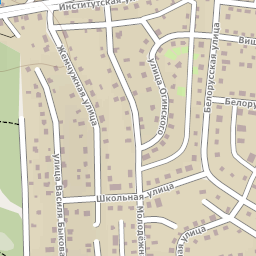 Институтская
Жемчужная улица
улица Огинского
Белорусская улица
улица Василя Быкова
Школьная улица